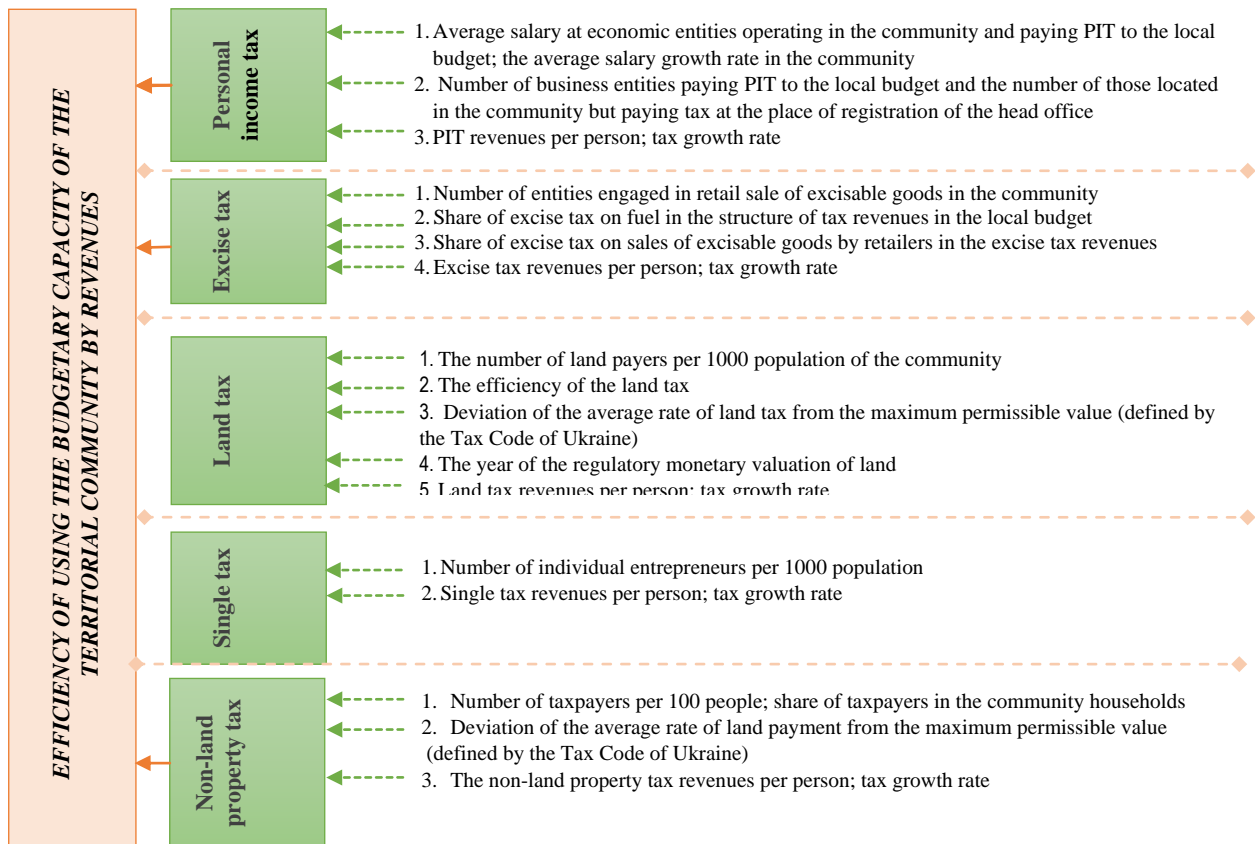 EFFICIENCY OF USING THE BUDGETARY CAPACITY OF THE
TERRITORIAL COMMUNITY BY REVENUES
Personal
income tax
1. Average salary at economic entities operating in the community and paying PIT to the local
budget; the average salary growth rate in the community
2. Number of business entities paying PIT to the local budget and the number of those located
in the community but paying tax at the place of registration of the head office
3. PIT revenues per person; tax growth rate
Excise tax
1. Number of entities engaged in retail sale of excisable goods in the community
2. Share of excise tax on fuel in the structure of tax revenues in the local budget
3. Share of excise tax on sales of excisable goods by retailers in the excise tax revenues
4. Excise tax revenues per person; tax growth rate
Land tax
1. The number of land payers per 1000 population of the community
2. The efficiency of the land tax
3. Deviation of the average rate of land tax from the maximum permissible value (defined by
the Tax Code of Ukraine)
4. The year of the regulatory monetary valuation of land
5. Land tax revenues per person; tax growth rate
Single tax
1. Number of individual entrepreneurs per 1000 population
2. Single tax revenues per person; tax growth rate
Non-land
property tax
1. Number of taxpayers per 100 people; share of taxpayers in the community households
2. Deviation of the average rate of land payment from the maximum permissible value
(defined by the Tax Code of Ukraine)
3. The non-land property tax revenues per person; tax growth rate